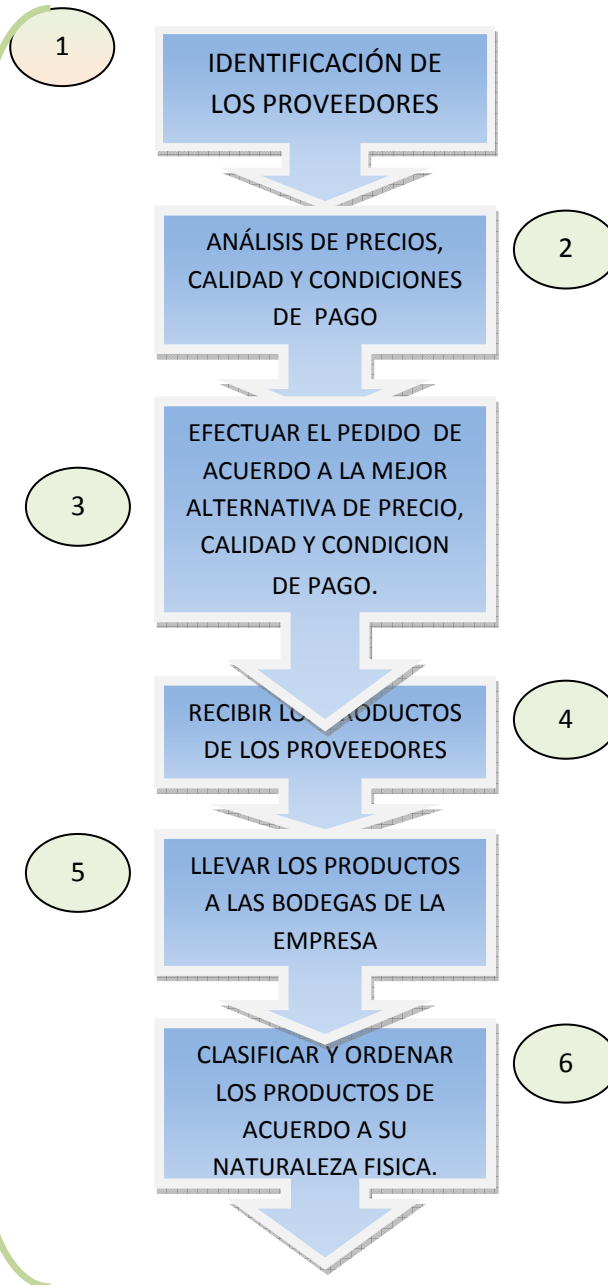 1
IDENTIFICACIÓN DE
LOS PROVEEDORES
ANÁLISIS DE PRECIOS,
CALIDAD Y CONDICIONES
DE PAGO
2
EFECTUAR EL PEDIDO DE
ACUERDO A LA MEJOR
ALTERNATIVA DE PRECIO,
CALIDAD Y CONDICION
DE PAGO.
3
RECIBIR LOS PRODUCTOS
DE LOS PROVEEDORES
4
5
LLEVAR LOS PRODUCTOS
A LAS BODEGAS DE LA
EMPRESA
CLASIFICAR Y ORDENAR
LOS PRODUCTOS DE
ACUERDO A SU
NATURALEZA FISICA.
6